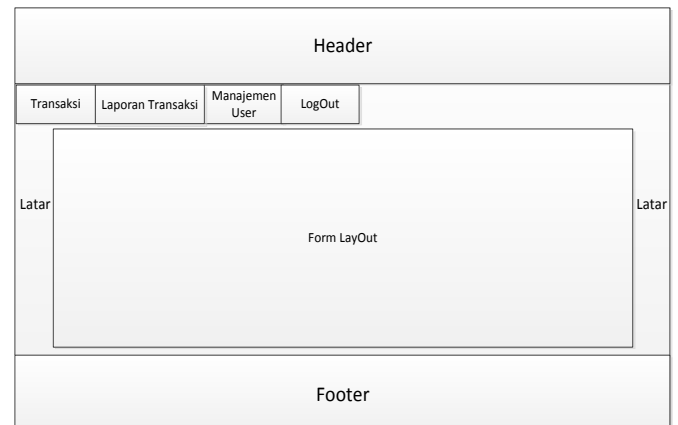 Header
Transaksi
Laporan Transaksi
Manajemen
User
LogOut
Latar
Latar
Form LayOut
Footer